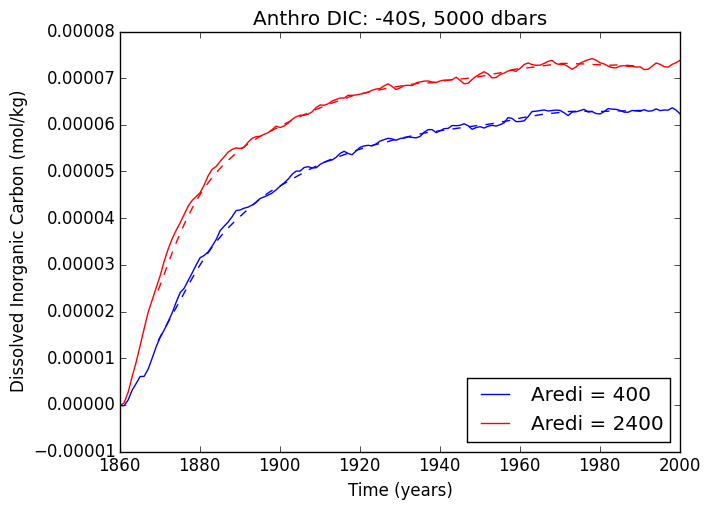 Anthro DIC: -40S, 5000 dbars
Dissolved Inorganic Carbon (mol/kg)
0.00008
0.00007
0.00006
0.00005
0.00004
0.00003
0.00002
0.00001
0.00000
−0.00001
1860 1880 1900 1920 1940 1960 1980 2000
Time (years)
Aredi = 400
Aredi = 2400